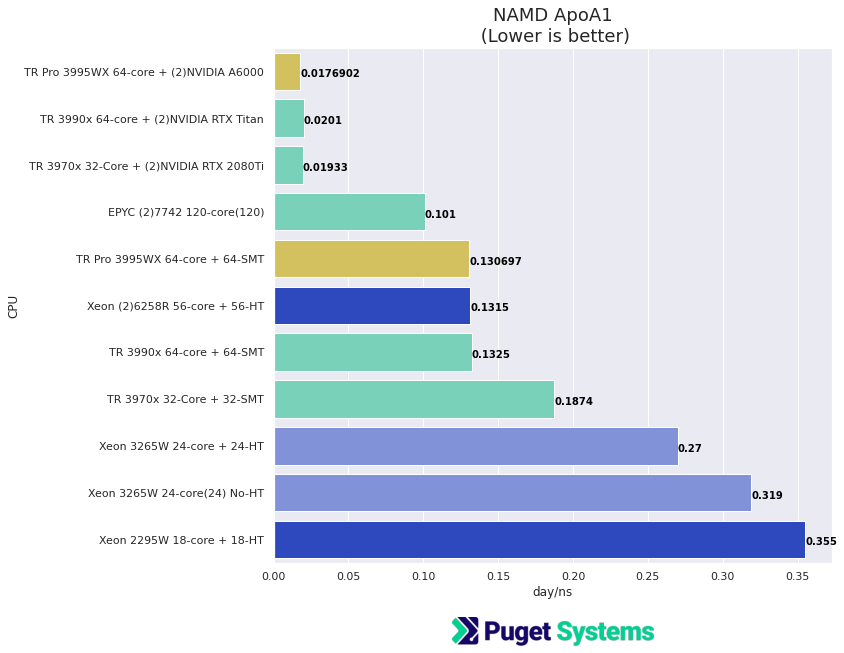 NAMD ApoA1
(Lower is better)
TR Pro 3995WX 64-core + (2)NVIDIA A6000
0.0176902
TR 3990x 64-core + (2)NVIDIA RTX Titan
0.0201
TR 3970x 32-Core + (2)NVIDIA RTX 2080Ti
0.01933
EPYC (2)7742 120-core(120)
0.101
TR Pro 3995WX 64-core + 64-SMT
0.130697
Xeon (2)6258R 56-core + 56-HT
0.1315
TR 3990x 64-core + 64-SMT
0.1325
TR 3970x 32-Core + 32-SMT
0.1874
Xeon 3265W 24-core + 24-HT
0.27
Xeon 3265W 24-core(24) No-HT
0.319
Xeon 2295W 18-core + 18-HT
0.355
CPU
0.00 0.05 0.10 0.15 0.20 0.25 0.30 0.35
day/ns
Puget Systems